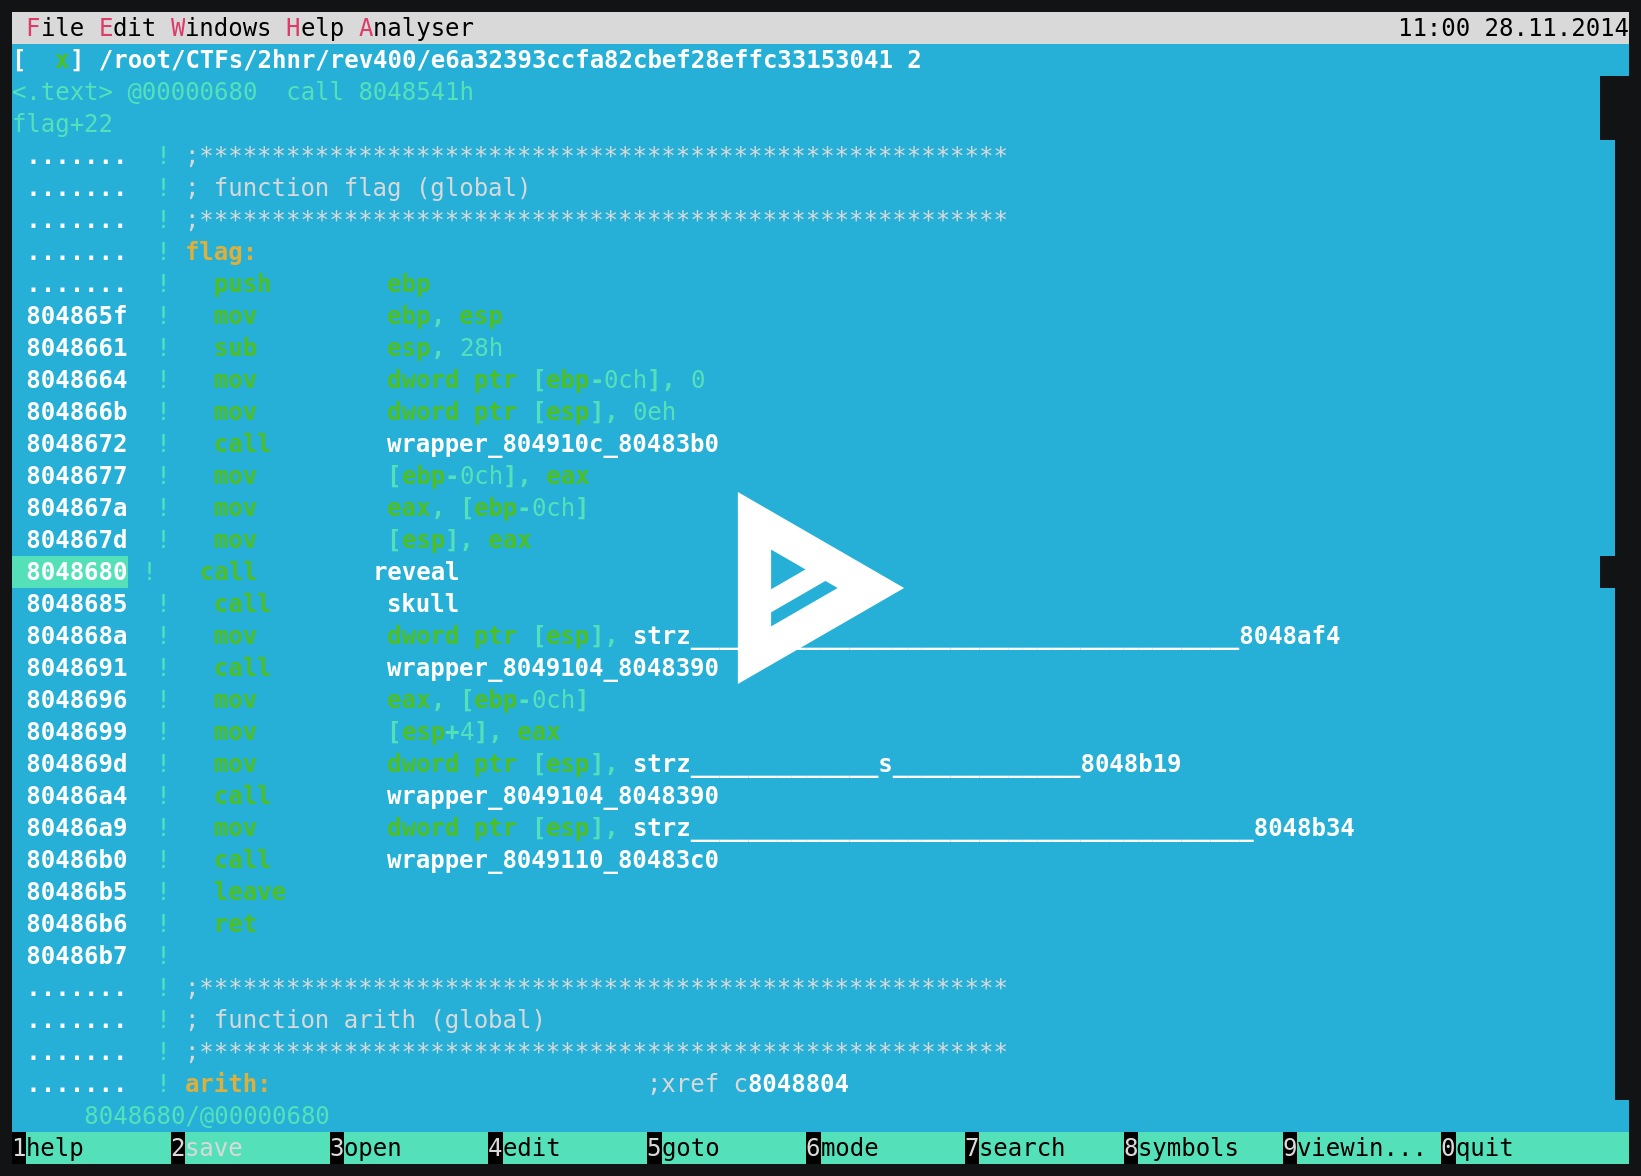 File Edit Windows Help Analyser 11:00 28.11.2014
[ x] /root/CTFs/2hnr/rev400/e6a32393ccfa82cbef28effc33153041 2
<.text> @00000680  call 8048541h
flag+22
....... ! ;********************************************************
....... ! ; function flag (global)
....... ! ;********************************************************
....... ! flag:
....... ! push ebp
804865f ! mov ebp, esp
8048661 ! sub esp, 28h
8048664 ! mov dword ptr [ebp-0ch], 0
804866b ! mov dword ptr [esp], 0eh
8048672 ! call wrapper_804910c_80483b0
8048677 ! mov [ebp-0ch], eax
804867a ! mov eax, [ebp-0ch]
804867d ! mov [esp], eax
8048680 ! call reveal
8048685 ! call skull
804868a ! mov dword ptr [esp], strz______________________________________8048af4
8048691 ! call wrapper_8049104_8048390
8048696 ! mov eax, [ebp-0ch]
8048699 ! mov [esp+4], eax
804869d ! mov dword ptr [esp], strz_____________s_____________8048b19
80486a4 ! call wrapper_8049104_8048390
80486a9 ! mov dword ptr [esp], strz_______________________________________8048b34
80486b0 ! call wrapper_8049110_80483c0
80486b5 ! leave
80486b6 ! ret
80486b7 !
....... ! ;********************************************************
....... ! ; function arith (global)
....... ! ;********************************************************
....... ! arith: ;xref c8048804
8048680/@00000680
1help 2save 3open 4edit 5goto 6mode 7search 8symbols 9viewin... 0quit